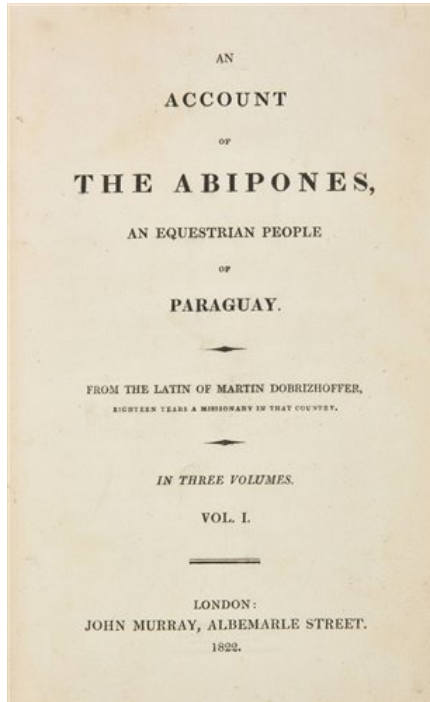 AN
ACCOUNT
OF
THE ABIPONES,
AN EQUESTRIAN PEOPLE
OF
PARAGUAY.
FROM THE LATIN OF MARTIN DOBRIZHOFFER,
EIGHTEEN YEARS A MISSIONARY IN THAT COUNTRY.
IN THREE VOLUMES.
VOL. I.
LONDON:
JOHN MURRAY, ALBEMARLE STREET.
1822.